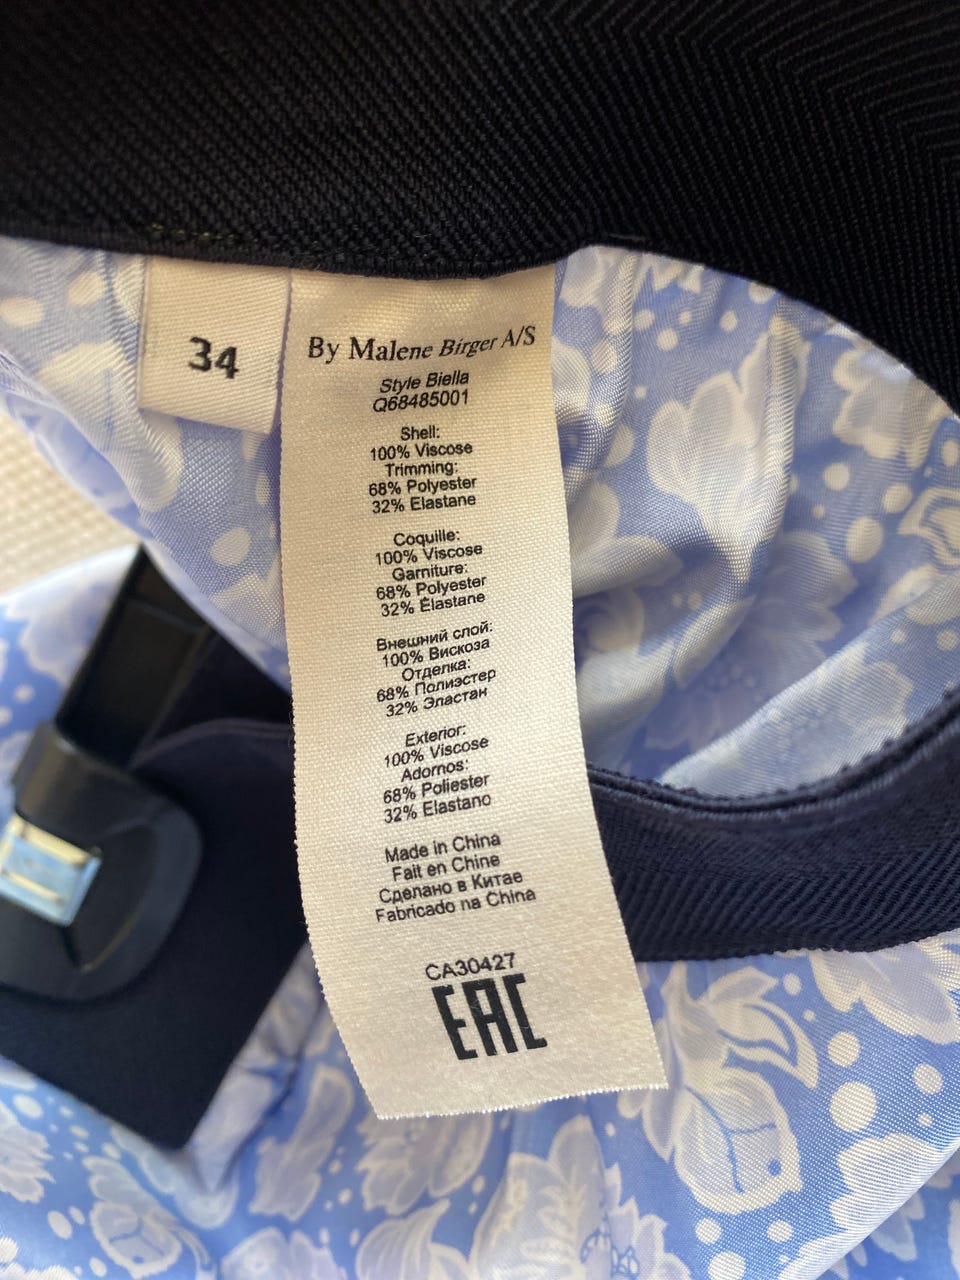 34
By Malene Birger A/S
Style Biella
Q68485001
Shell:
100% Viscose
Trimming:
68% Polyester
32% Elastane
Coquille:
100% Viscose
Garniture:
68% Polyester
32% Élastane
Внешний слой:
100% Вискоза
Отделка:
68% Полиэстер
32% Эластан
Exterior:
100% Viscose
Adornos:
68% Poliester
32% Elastano
Made in China
Fait en Chine
Сделано в Китае
Fabricado na China
CA30427
EAC